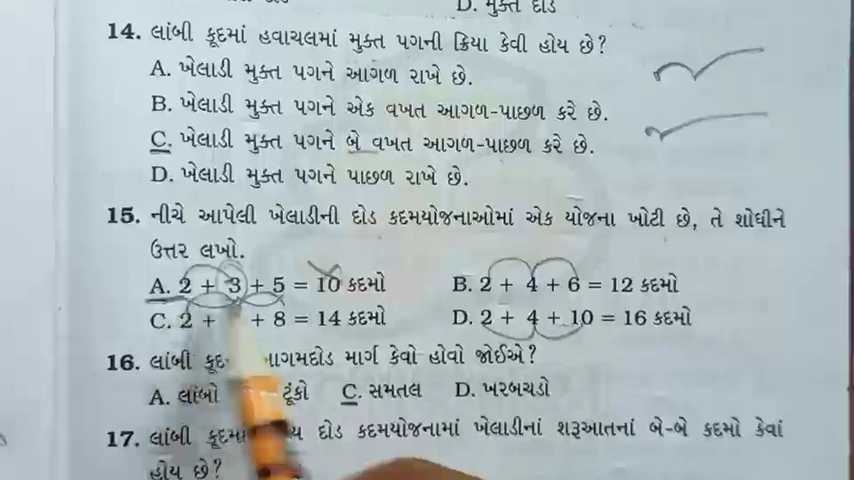 D. મુક્ત દોડ
14. લાંબી કૂદમાં હવાચલમાં મુક્ત પગની ક્રિયા કેવી હોય છે?
A. ખેલાડી મુક્ત પગને આગળ રાખે છે.
B. ખેલાડી મુક્ત પગને એક વખત આગળ-પાછળ કરે છે.
C. ખેલાડી મુક્ત પગને બે વખત આગળ-પાછળ કરે છે.
D. ખેલાડી મુક્ત પગને પાછળ રાખે છે.
15. નીચે આપેલી ખેલાડીની દોડ કદમયોજનાઓમાં એક યોજના ખોટી છે, તે શોધીને
ઉત્તર લખો.
A. 2 + 3 + 5 = 10 કદમો B. 2 + 4 + 6 = 12 કદમો
C. 2 + + 8 = 14 કદમો D. 2 + 4 + 10 = 16 કદમો
16. લાંબી માર્ગ કેવો હોવો જોઈએ?
A. લાંબો ટૂંકો C. સમતલ D. ખરબચડો
17. લાંબી દોડ કદમયોજનામાં ખેલાડીનાં શરૂઆતનાં બે-બે કદમો કેવાં
હોય છે?